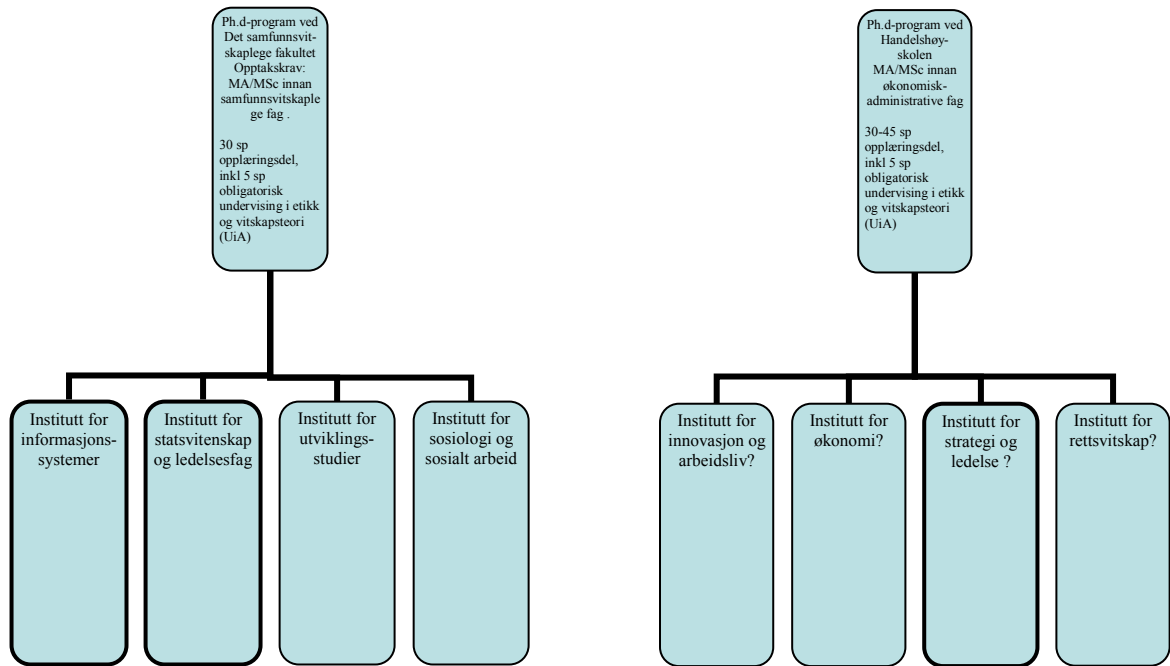 Ph.d-program ved
Det samfunnsvit-
skaplege fakultet
Opptakskrav:
MA/MSc innan
samfunnsvitskaple
ge fag .
30 sp
opplæringsdel,
inkl 5 sp
obligatorisk
undervising i etikk
og vitskapsteori
(UiA)
Ph.d-program ved
Handelshøy-
skolen
MA/MSc innan
økonomisk-
administrative fag
30-45 sp
opplæringsdel,
inkl 5 sp
obligatorisk
undervising i etikk
og vitskapsteori
(UiA)
Institutt for
informasjons-
systemer
Institutt for
statsvitenskap
og ledelsesfag
Institutt for
utviklings-
studier
Institutt for
sosiologi og
sosialt arbeid
Institutt for
innovasjon og
arbeidsliv?
Institutt for
økonomi?
Institutt for
strategi og
ledelse ?
Institutt for
rettsvitskap?